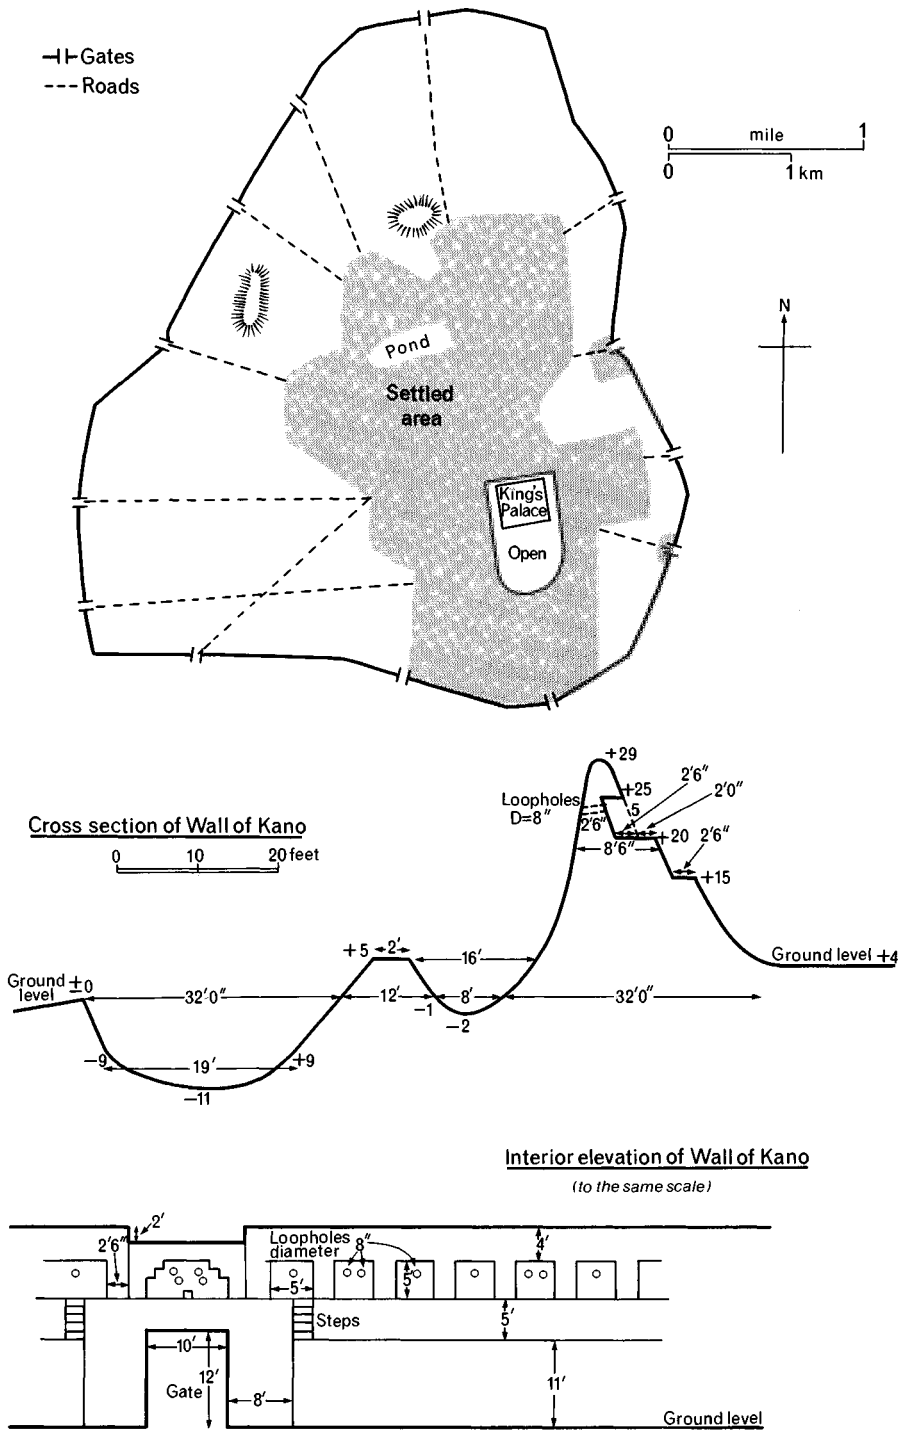 Gates
Roads
0 mile 1
0 1 km
N
Pond
Settled
area
King's
Palace
Open
Cross section of Wall of Kano
0 10 20 feet
+29
+25
2'6"
2'0"
Loopholes
D=8"
2'6"
5
+20
2'6"
8'6"
+15
+5
2'
16'
Ground level +4
Ground
level ±0
32'0"
12'
8'
32'0"
−1
−2
−9
19'
+9
−11
Interior elevation of Wall of Kano
(to the same scale)
2'
2'6"
Loopholes
diameter
8"
4'
5'
5'
Steps
5'
10'
12'
Gate
8'
11'
Ground level